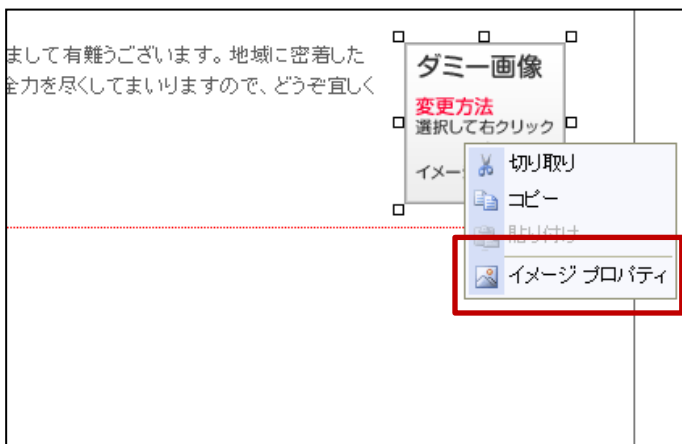 まして有難うございます。地域に密着した
全力を尽くしてまいりますので、どうぞ宜しく
ダミー画像
変更方法
選択して右クリック
イメー
切り取り
コピー
貼り付け
イメージ プロパティ